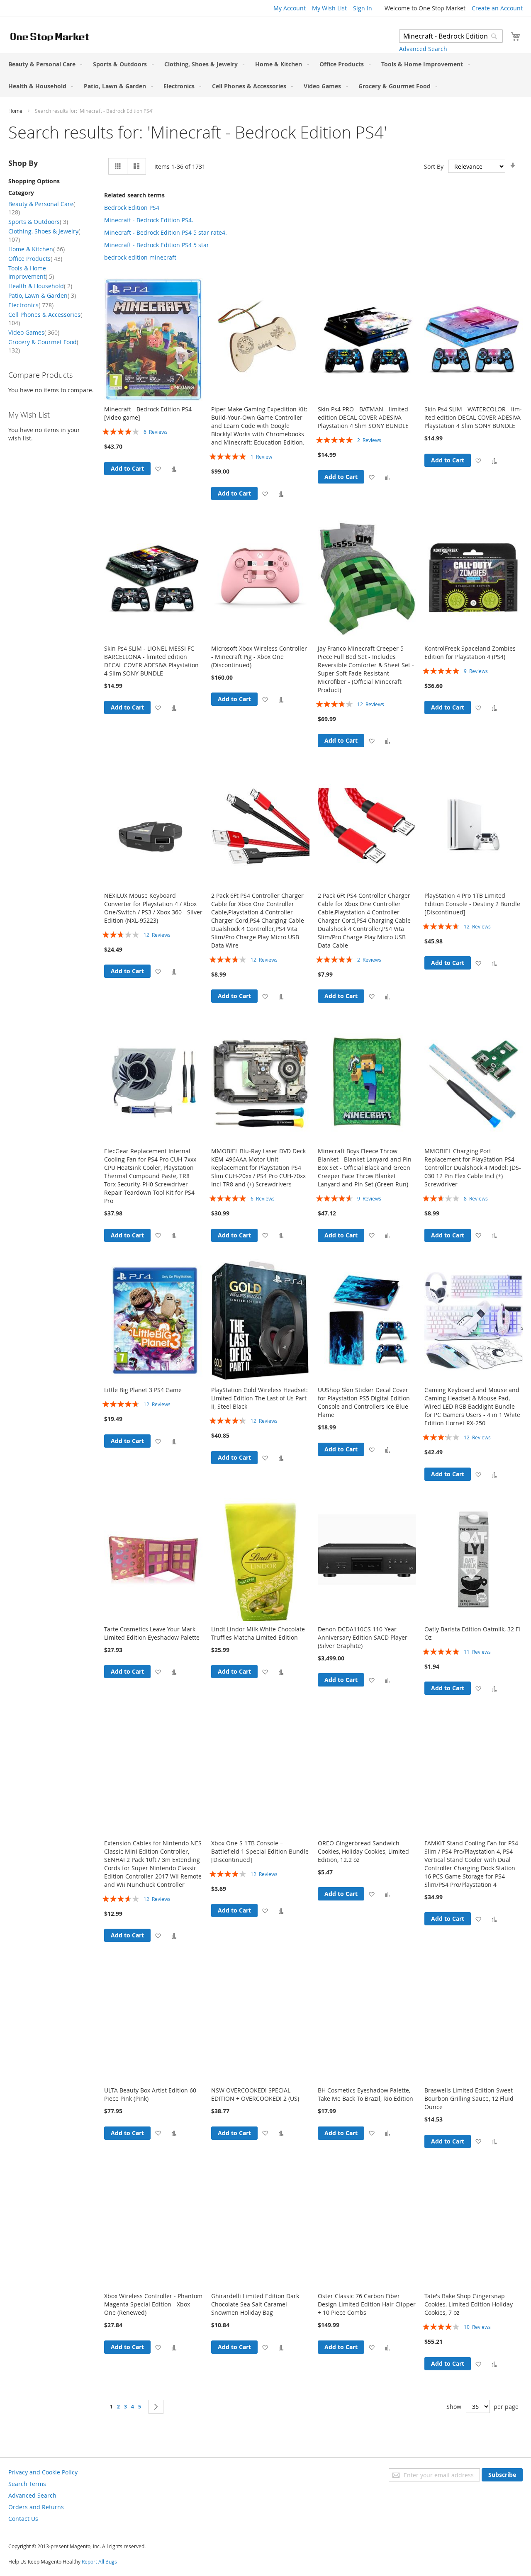 My Account My Wish List Sign In Welcome to One Stop Market Create an Account
One Stop Market
Minecraft - Bedrock Edition
Advanced Search
Beauty & Personal Care Sports & Outdoors Clothing, Shoes & Jewelry Home & Kitchen Office Products Tools & Home Improvement
Health & Household Patio, Lawn & Garden Electronics Cell Phones & Accessories Video Games Grocery & Gourmet Food
Home Search results for: 'Minecraft - Bedrock Edition PS4'
Search results for: 'Minecraft - Bedrock Edition PS4'
Shop By
Shopping Options
Category
Beauty & Personal Care(
128)
Sports & Outdoors( 3)
Clothing, Shoes & Jewelry(
107)
Home & Kitchen( 66)
Office Products( 43)
Tools & Home
Improvement( 5)
Health & Household( 2)
Patio, Lawn & Garden( 3)
Electronics( 778)
Cell Phones & Accessories(
104)
Video Games( 360)
Grocery & Gourmet Food(
132)
Compare Products
You have no items to compare.
My Wish List
You have no items in your
wish list.
Items 1-36 of 1731
Sort By Relevance
Related search terms
Bedrock Edition PS4
Minecraft - Bedrock Edition PS4.
Minecraft - Bedrock Edition PS4 5 star rate4.
Minecraft - Bedrock Edition PS4 5 star
bedrock edition minecraft
PS4
MINECRAFT
7
MOJANG
Minecraft - Bedrock Edition PS4
[video game]
6 Reviews
$43.70
Add to Cart
Piper Make Gaming Expedition Kit:
Build-Your-Own Game Controller
and Learn Code with Google
Blockly! Works with Chromebooks
and Minecraft: Education Edition.
1 Review
$99.00
Add to Cart
Skin Ps4 PRO - BATMAN - limited
edition DECAL COVER ADESIVA
Playstation 4 Slim SONY BUNDLE
2 Reviews
$14.99
Add to Cart
Skin Ps4 SLIM - WATERCOLOR - lim-
ited edition DECAL COVER ADESIVA
Playstation 4 Slim SONY BUNDLE
$14.99
Add to Cart
Skin Ps4 SLIM - LIONEL MESSI FC
BARCELLONA - limited edition
DECAL COVER ADESIVA Playstation
4 Slim SONY BUNDLE
$14.99
Add to Cart
Microsoft Xbox Wireless Controller
- Minecraft Pig - Xbox One
(Discontinued)
$160.00
Add to Cart
Jay Franco Minecraft Creeper 5
Piece Full Bed Set - Includes
Reversible Comforter & Sheet Set -
Super Soft Fade Resistant
Microfiber - (Official Minecraft
Product)
12 Reviews
$69.99
Add to Cart
KONTROLFREEK
CALL OF DUTY
ZOMBIES
KontrolFreek Spaceland Zombies
Edition for Playstation 4 (PS4)
9 Reviews
$36.60
Add to Cart
NEXiLUX Mouse Keyboard
Converter for Playstation 4 / Xbox
One/Switch / PS3 / Xbox 360 - Silver
Edition (NXL-95223)
12 Reviews
$24.49
Add to Cart
2 Pack 6Ft PS4 Controller Charger
Cable for Xbox One Controller
Cable,Playstation 4 Controller
Charger Cord,PS4 Charging Cable
Dualshock 4 Controller,PS4 Vita
Slim/Pro Charge Play Micro USB
Data Wire
12 Reviews
$8.99
Add to Cart
2 Pack 6Ft PS4 Controller Charger
Cable for Xbox One Controller
Cable,Playstation 4 Controller
Charger Cord,PS4 Charging Cable
Dualshock 4 Controller,PS4 Vita
Slim/Pro Charge Play Micro USB
Data Cable
2 Reviews
$7.99
Add to Cart
PlayStation 4 Pro 1TB Limited
Edition Console - Destiny 2 Bundle
[Discontinued]
12 Reviews
$45.98
Add to Cart
ElecGear Replacement Internal
Cooling Fan for PS4 Pro CUH-7xxx –
CPU Heatsink Cooler, Playstation
Thermal Compound Paste, TR8
Torx Security, PH0 Screwdriver
Repair Teardown Tool Kit for PS4
Pro
$37.98
Add to Cart
MMOBIEL Blu-Ray Laser DVD Deck
KEM-496AAA Motor Unit
Replacement for PlayStation PS4
Slim CUH-20xx / PS4 Pro CUH-70xx
Incl TR8 and (+) Screwdrivers
6 Reviews
$30.99
Add to Cart
MINECRAFT
Minecraft Boys Fleece Throw
Blanket - Blanket Lanyard and Pin
Box Set - Official Black and Green
Creeper Face Throw Blanket
Lanyard and Pin Set (Green Run)
9 Reviews
$47.12
Add to Cart
MMOBIEL Charging Port
Replacement for PlayStation PS4
Controller Dualshock 4 Model: JDS-
030 12 Pin Flex Cable Incl (+)
Screwdriver
8 Reviews
$8.99
Add to Cart
PS4
LittleBigPlanet 3
7
Little Big Planet 3 PS4 Game
12 Reviews
$19.49
Add to Cart
GOLD
THE LAST
OF US
PART II
PlayStation Gold Wireless Headset:
Limited Edition The Last of Us Part
II, Steel Black
12 Reviews
$40.85
Add to Cart
UUShop Skin Sticker Decal Cover
for Playstation PS5 Digital Edition
Console and Controllers Ice Blue
Flame
$18.99
Add to Cart
Gaming Keyboard and Mouse and
Gaming Headset & Mouse Pad,
Wired LED RGB Backlight Bundle
for PC Gamers Users - 4 in 1 White
Edition Hornet RX-250
12 Reviews
$42.49
Add to Cart
Tarte Cosmetics Leave Your Mark
Limited Edition Eyeshadow Palette
$27.93
Add to Cart
Lindt
LINDOR
Lindt Lindor Milk White Chocolate
Truffles Matcha Limited Edition
$25.99
Add to Cart
Denon DCDA110GS 110-Year
Anniversary Edition SACD Player
(Silver Graphite)
$3,499.00
Add to Cart
OAT
LY!
Oatly Barista Edition Oatmilk, 32 Fl
Oz
11 Reviews
$1.94
Add to Cart
Extension Cables for Nintendo NES
Classic Mini Edition Controller,
SENHAI 2 Pack 10ft / 3m Extending
Cords for Super Nintendo Classic
Edition Controller-2017 Wii Remote
and Wii Nunchuck Controller
12 Reviews
$12.99
Add to Cart
Xbox One S 1TB Console –
Battlefield 1 Special Edition Bundle
[Discontinued]
12 Reviews
$3.69
Add to Cart
OREO Gingerbread Sandwich
Cookies, Holiday Cookies, Limited
Edition, 12.2 oz
$5.47
Add to Cart
FAMKIT Stand Cooling Fan for PS4
Slim / PS4 Pro/Playstation 4, PS4
Vertical Stand Cooler with Dual
Controller Charging Dock Station
16 PCS Game Storage for PS4
Slim/PS4 Pro/Playstation 4
$34.99
Add to Cart
ULTA Beauty Box Artist Edition 60
Piece Pink (Pink)
$77.95
Add to Cart
NSW OVERCOOKED! SPECIAL
EDITION + OVERCOOKED! 2 (US)
$38.77
Add to Cart
BH Cosmetics Eyeshadow Palette,
Take Me Back To Brazil, Rio Edition
$17.99
Add to Cart
Braswells Limited Edition Sweet
Bourbon Grilling Sauce, 12 Fluid
Ounce
$14.53
Add to Cart
Xbox Wireless Controller - Phantom
Magenta Special Edition - Xbox
One (Renewed)
$27.84
Add to Cart
Ghirardelli Limited Edition Dark
Chocolate Sea Salt Caramel
Snowmen Holiday Bag
$10.84
Add to Cart
Oster Classic 76 Carbon Fiber
Design Limited Edition Hair Clipper
+ 10 Piece Combs
$149.99
Add to Cart
Tate's Bake Shop Gingersnap
Cookies, Limited Edition Holiday
Cookies, 7 oz
10 Reviews
$55.21
Add to Cart
1 2 3 4 5
Show 36 per page
Privacy and Cookie Policy
Search Terms
Advanced Search
Orders and Returns
Contact Us
Enter your email address
Subscribe
Copyright © 2013-present Magento, Inc. All rights reserved.
Help Us Keep Magento Healthy Report All Bugs